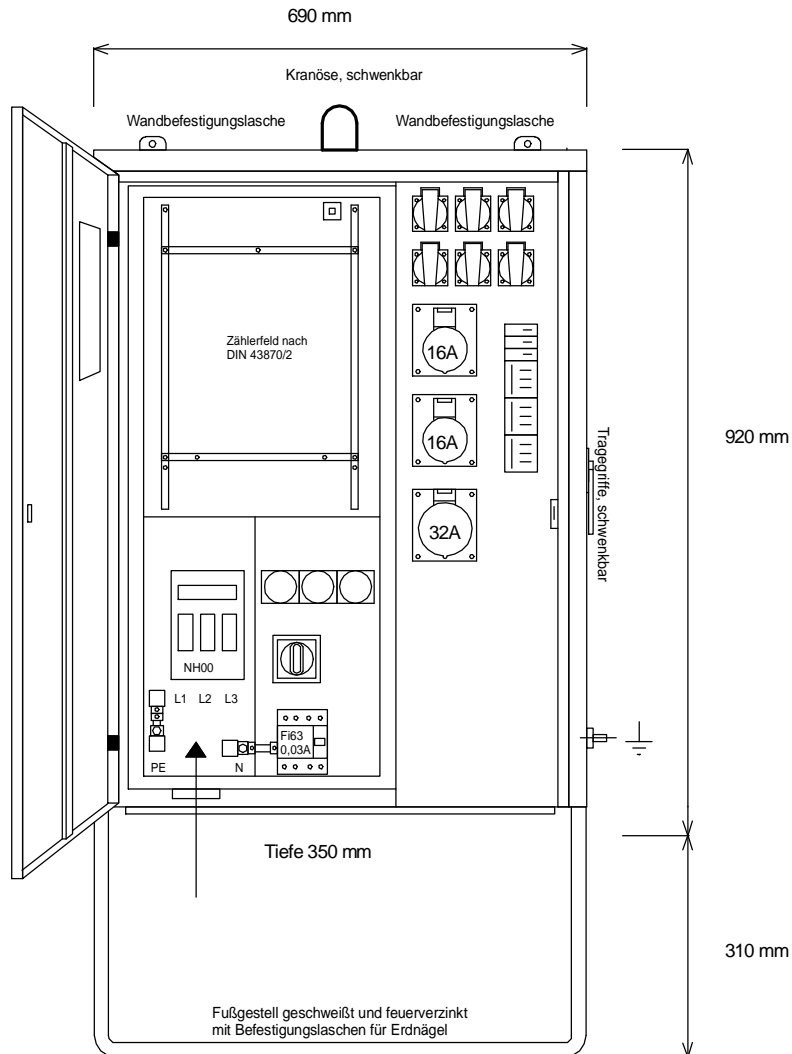 690 mm
Kranöse, schwenkbar
Wandbefestigungslasche
Wandbefestigungslasche
Zählerfeld nach
DIN 43870/2
16A
16A
32A
920 mm
Tragegriffe, schwenkbar
NH00
L1 L2 L3
Fi63
0,03A
PE
N
Tiefe 350 mm
310 mm
Fußgestell geschweißt und feuerverzinkt
mit Befestigungslaschen für Erdnägel